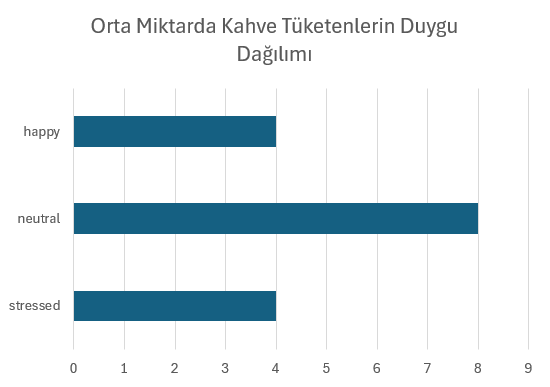 Orta Miktarda Kahve Tüketenlerin Duygu
Dağılımı
happy
neutral
stressed
0 1 2 3 4 5 6 7 8 9